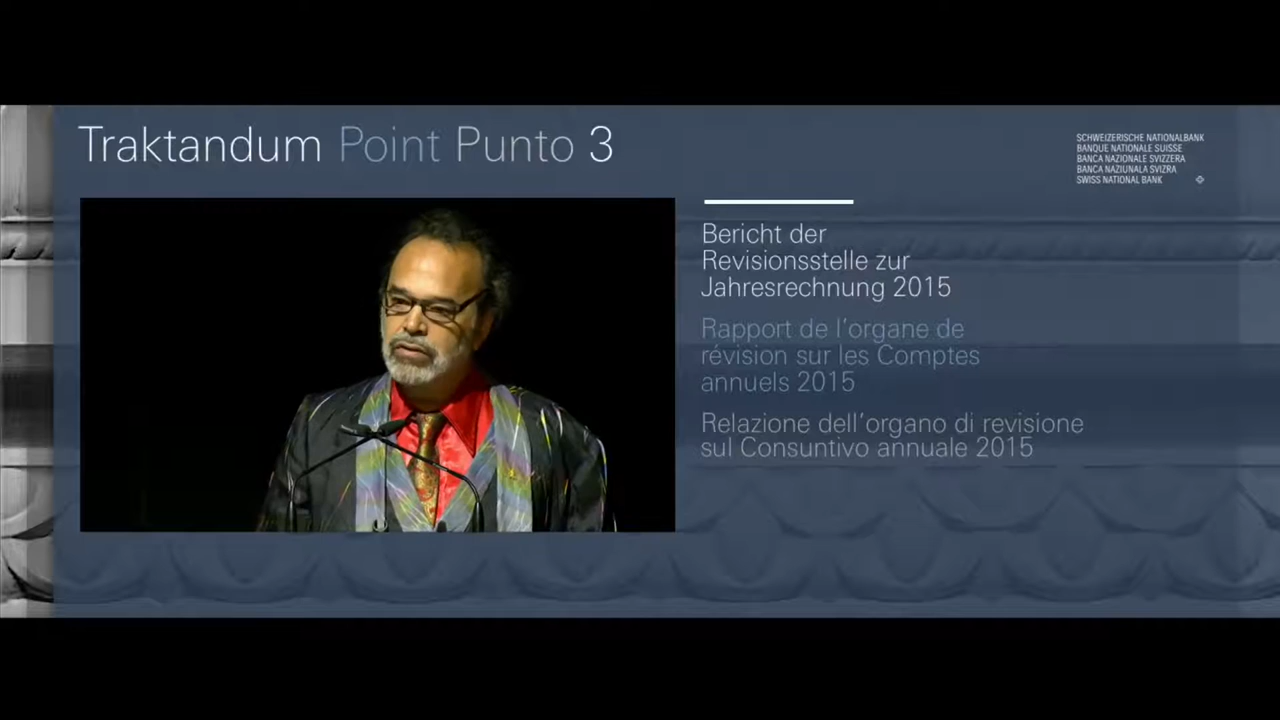 Traktandum Point Punto 3
SCHWEIZERISCHE NATIONALBANK
BANQUE NATIONALE SUISSE
BANCA NAZIONALE SVIZZERA
BANCA NAZIUNALA SVIZRA
SWISS NATIONAL BANK
Bericht der
Revisionsstelle zur
Jahresrechnung 2015
Rapport de l'organe de
révision sur les Comptes
annuels 2015
Relazione dell'organo di revisione
sul Consuntivo annuale 2015